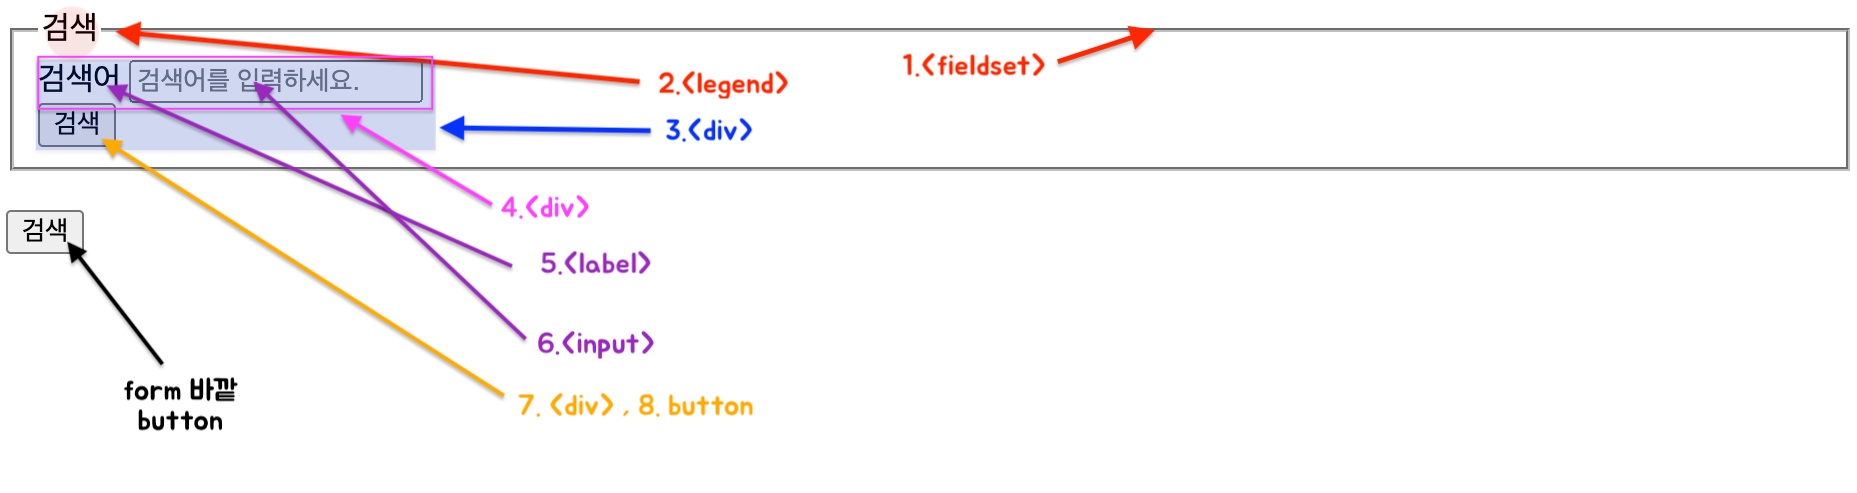 검색
1.<fieldset>
검색어 검색어를 입력하세요.
2.<legend>
검색
3.<div>
4.<div>
검색
5.<label>
6.<input>
form 바깥
button
7. <div> , 8. button